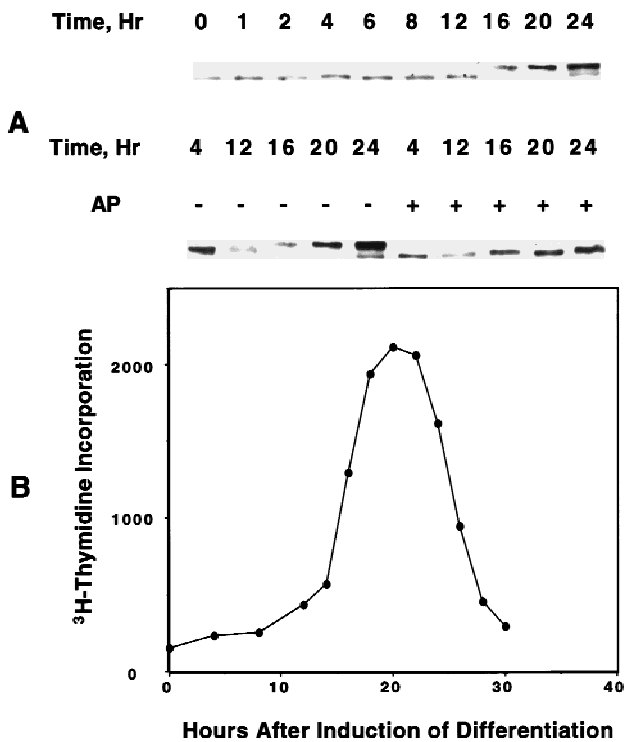 Time, Hr 0 1 2 4 6 8 12 16 20 24
A
Time, Hr 4 12 16 20 24 4 12 16 20 24
AP - - - - - + + + + +
B
³H-Thymidine Incorporation
2000
1000
0
0 10 20 30 40
Hours After Induction of Differentiation